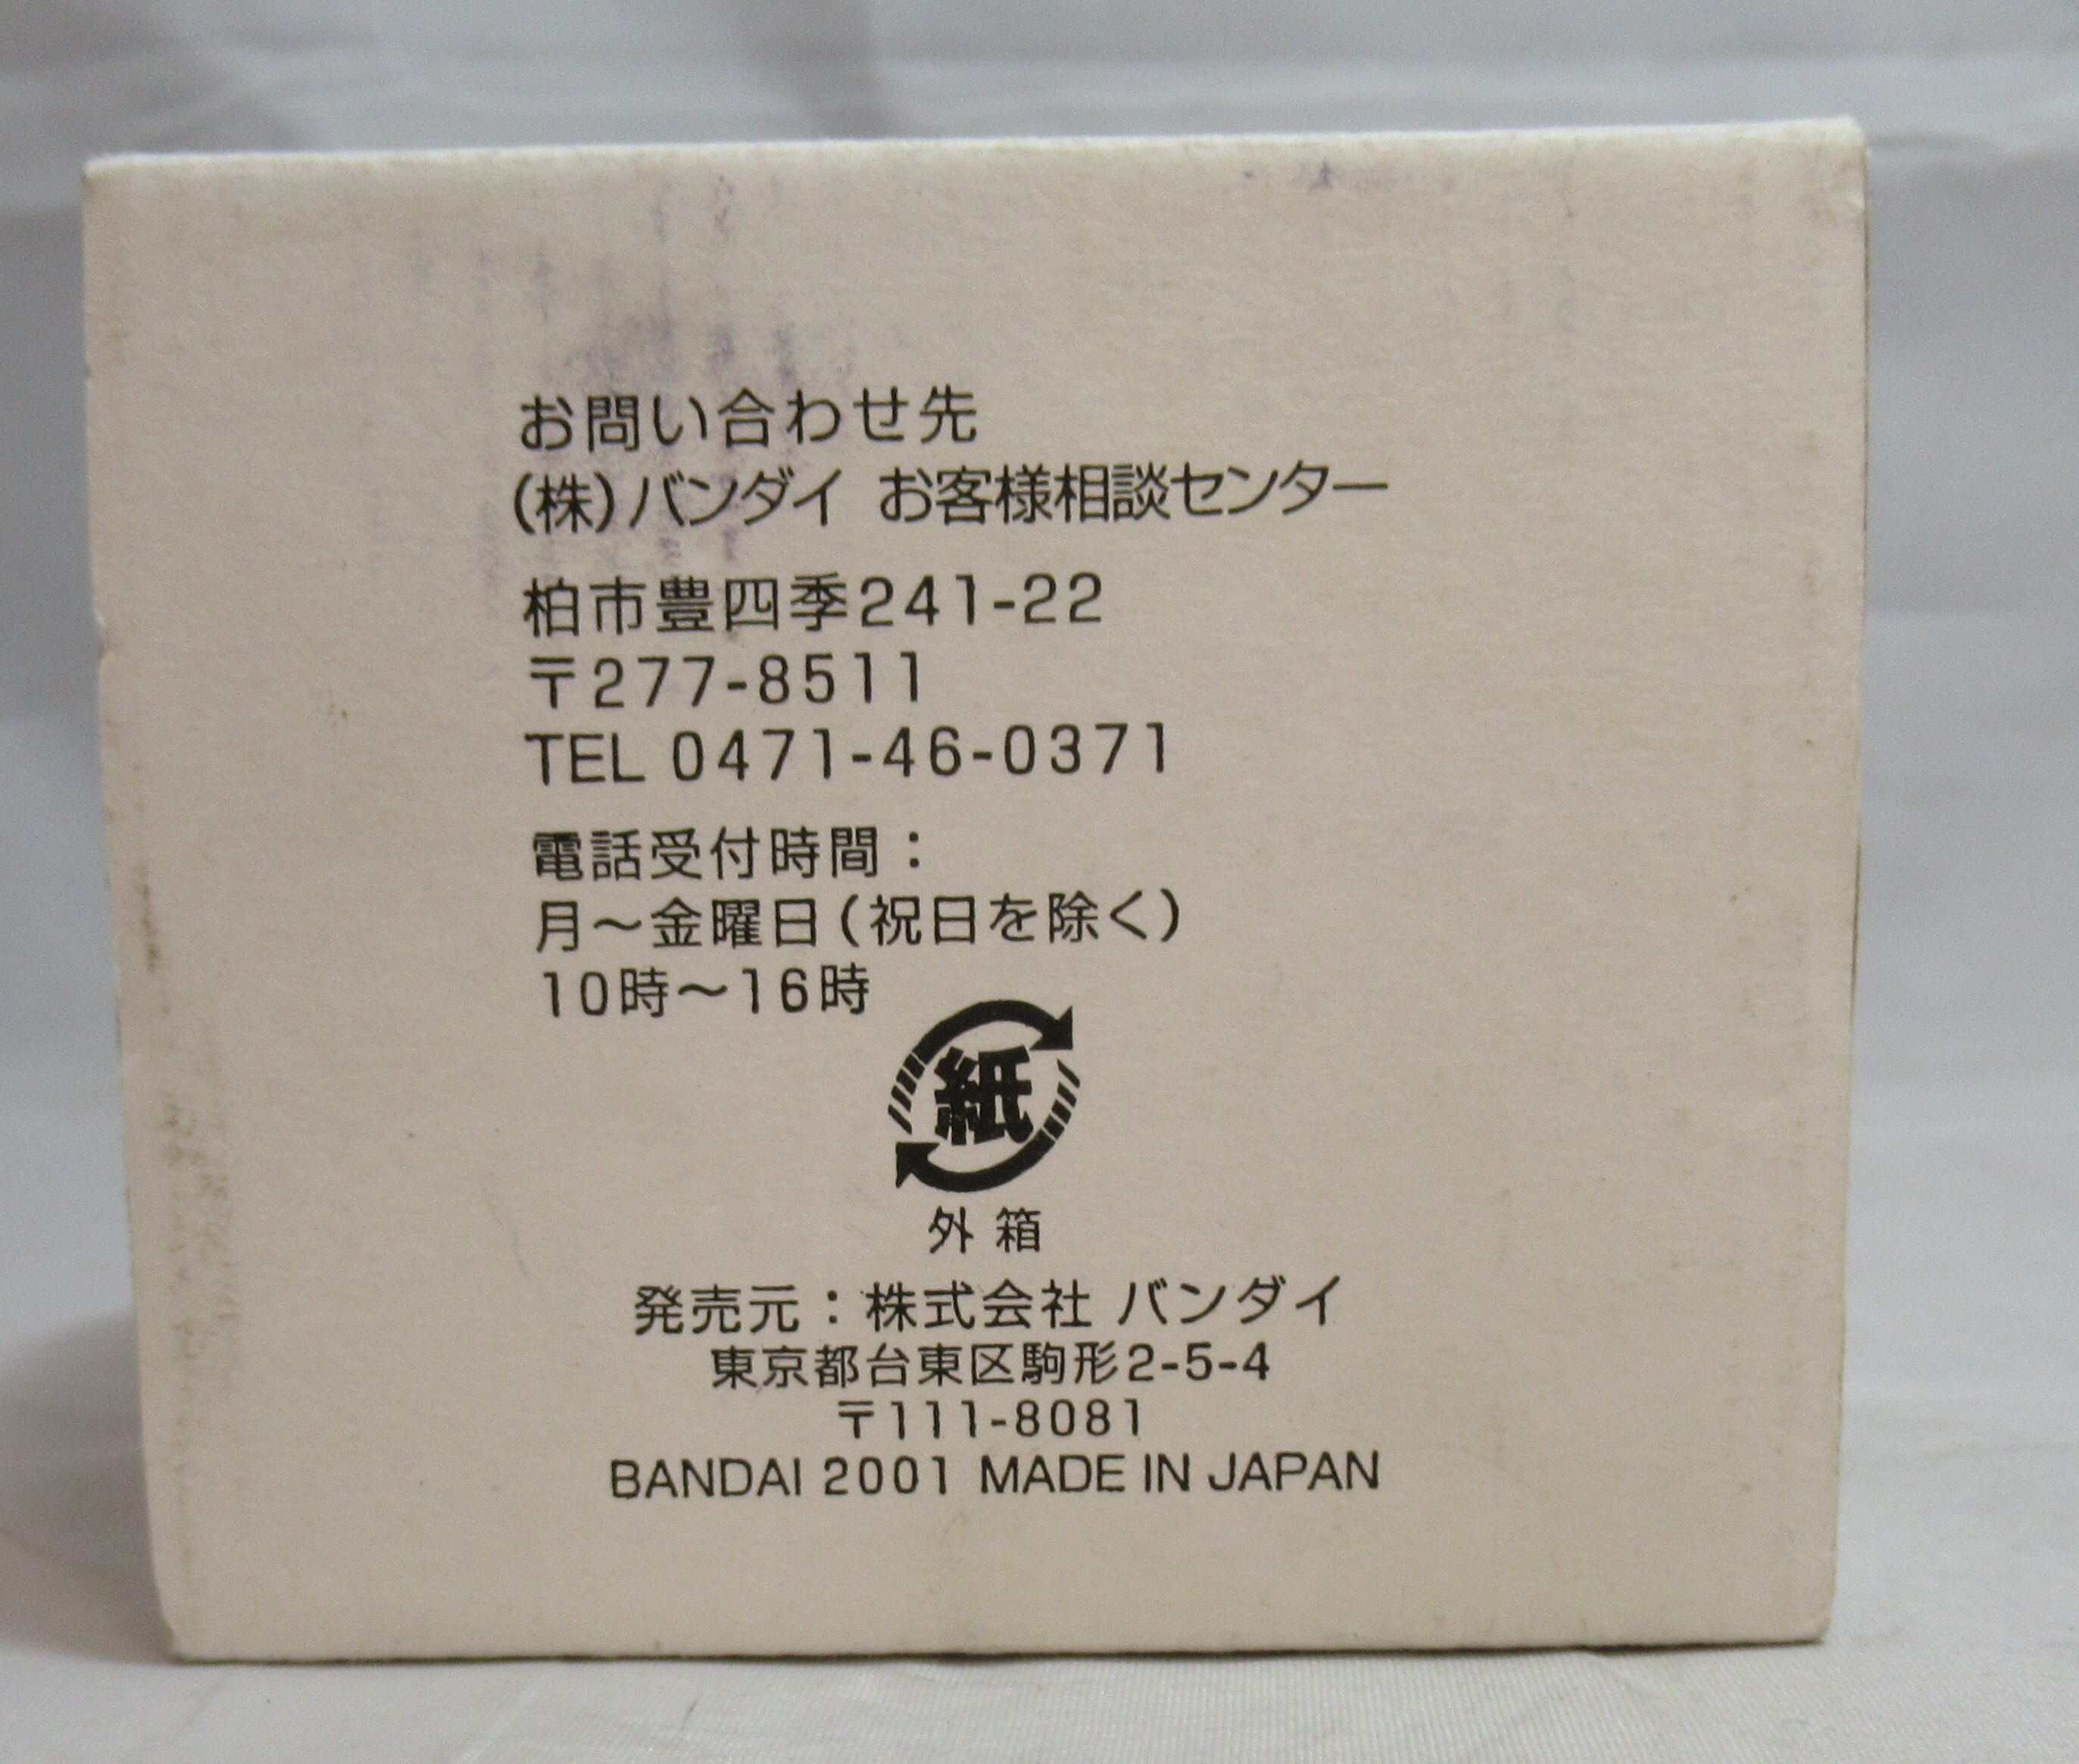 お問い合わせ先
(株)バンダイ お客様相談センター
柏市豊四季241-22
〒277-8511
TEL 0471-46-0371
電話受付時間：
月～金曜日(祝日を除く)
10時～16時
紙
外箱
発売元：株式会社 バンダイ
東京都台東区駒形2-5-4
〒111-8081
BANDAI 2001 MADE IN JAPAN